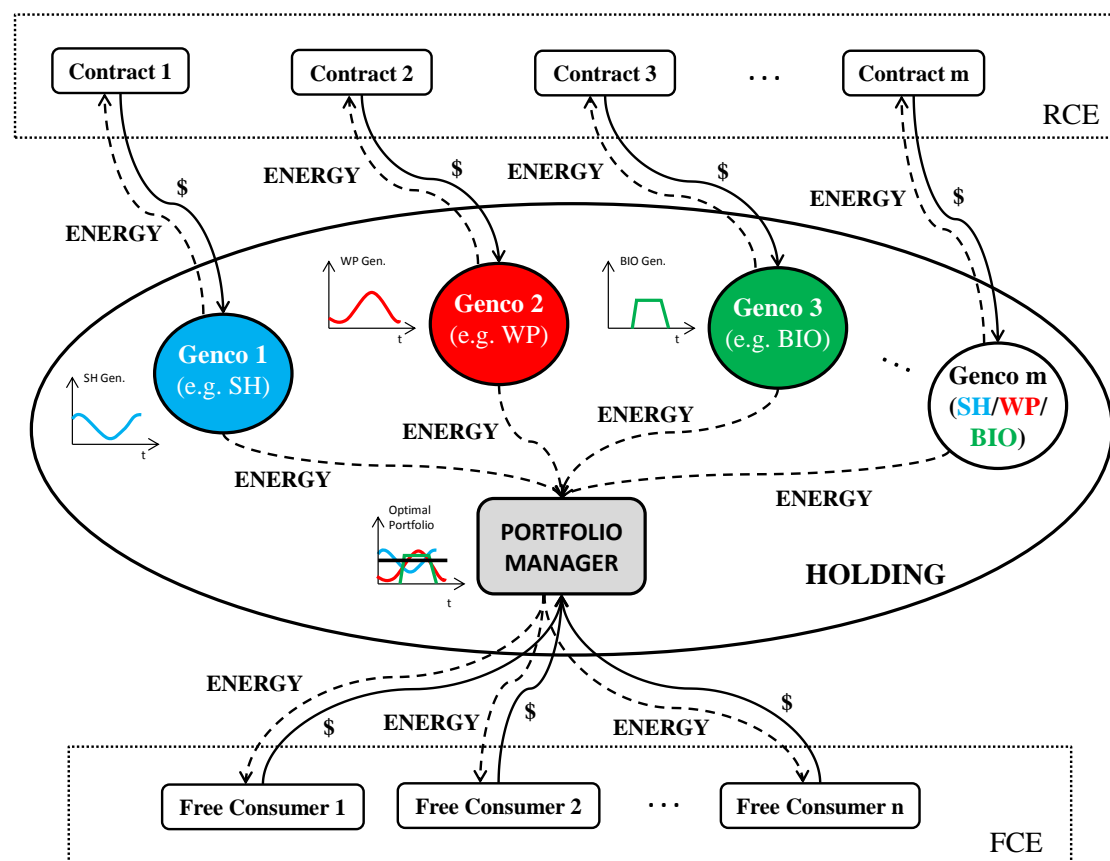 Contract 1
Contract 2
Contract 3
. . .
Contract m
RCE
$
$
$
$
ENERGY
ENERGY
ENERGY
ENERGY
WP Gen.
t
BIO Gen.
t
Genco 2
(e.g. WP)
Genco 3
(e.g. BIO)
Genco 1
(e.g. SH)
. . .
Genco m
(SH/WP/
BIO)
SH Gen.
t
ENERGY
ENERGY
ENERGY
ENERGY
Optimal
Portfolio
t
PORTFOLIO
MANAGER
HOLDING
ENERGY
$
ENERGY
$
ENERGY
$
Free Consumer 1
Free Consumer 2
. . .
Free Consumer n
FCE